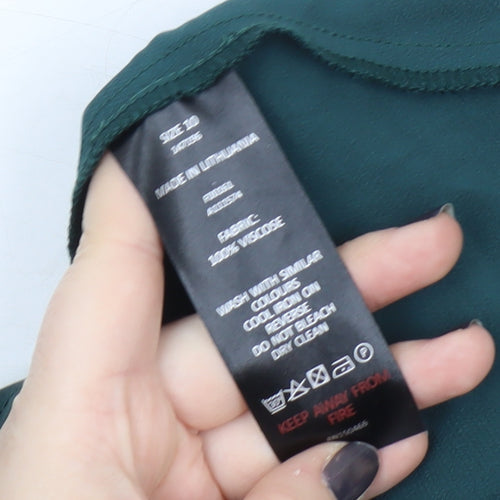 SIZE 10
MADE IN LITHUANIA
FABRIC:
100% VISCOSE
WASH WITH SIMILAR
COLOURS
COOL IRON ON
REVERSE
DO NOT BLEACH
DRY CLEAN
KEEP AWAY FROM
FIRE